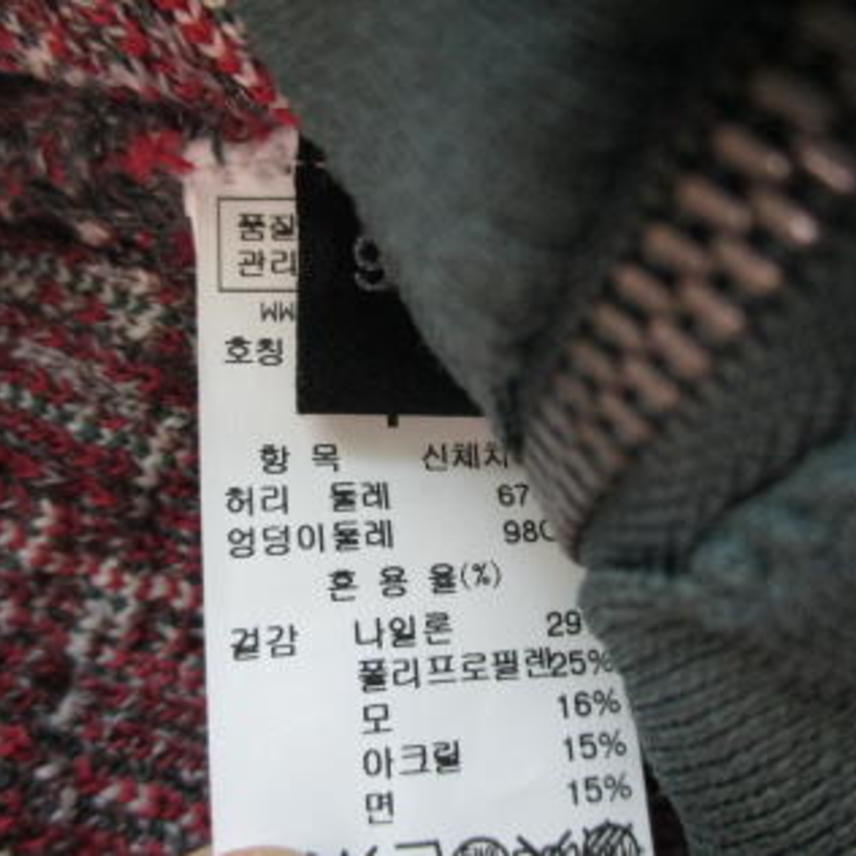 품질
관리
9
WW
호칭
항 목 신체치
허리 둘레 67
엉덩이둘레 98
혼 용 율(%)
겉감 나일론 29
폴리프로필렌25%
모 16%
아크릴 15%
면 15%